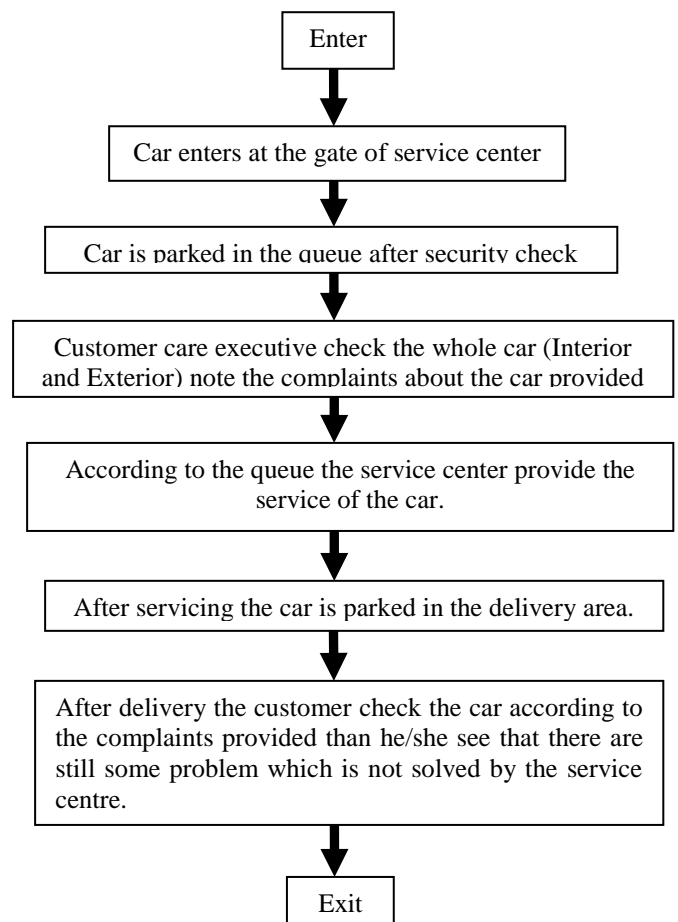 Enter
Car enters at the gate of service center
Car is parked in the queue after security check
Customer care executive check the whole car (Interior
and Exterior) note the complaints about the car provided
According to the queue the service center provide the
service of the car.
After servicing the car is parked in the delivery area.
After delivery the customer check the car according to
the complaints provided than he/she see that there are
still some problem which is not solved by the service
centre.
Exit